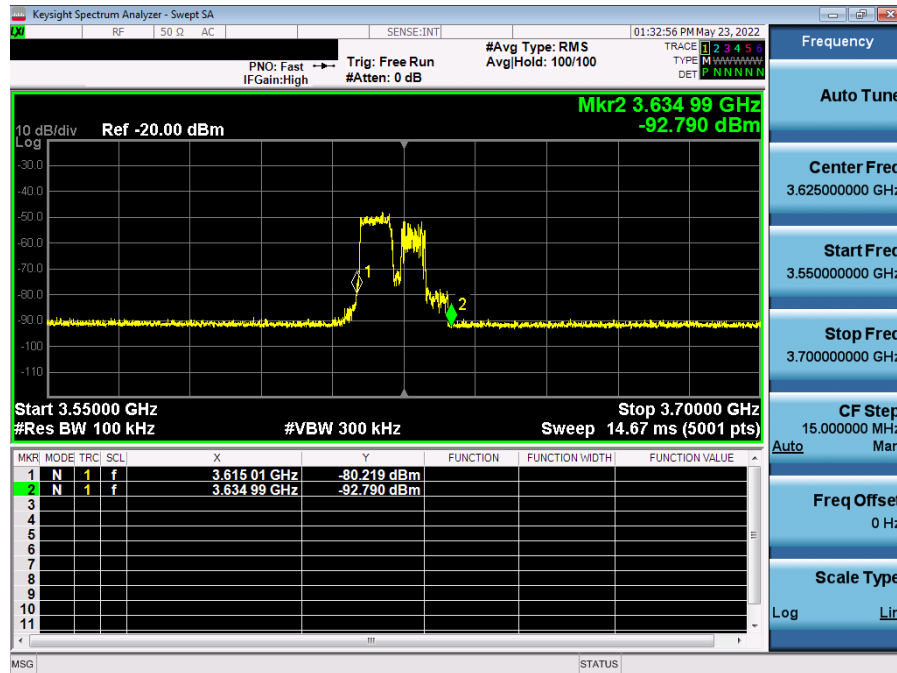 Keysight Spectrum Analyzer - Swept SA
LXI RF 50 Ω AC SENSE:INT 01:32:56 PM May 23, 2022
PNO: Fast
IFGain:High
Trig: Free Run
#Atten: 0 dB
#Avg Type: RMS
Avg|Hold: 100/100
TRACE 1 2 3 4 5 6
TYPE M WWWWW
DET P N N N N N
Mkr2 3.634 99 GHz
-92.790 dBm
10 dB/div Ref -20.00 dBm
Log
-30.0
-40.0
-50.0
-60.0
-70.0
-80.0
-90.0
-100
-110
1
2
Start 3.55000 GHz Stop 3.70000 GHz
#Res BW 100 kHz #VBW 300 kHz Sweep 14.67 ms (5001 pts)
MKR MODE TRC SCL X Y FUNCTION FUNCTION WIDTH FUNCTION VALUE
1 N 1 f 3.615 01 GHz -80.219 dBm
2 N 1 f 3.634 99 GHz -92.790 dBm
3
4
5
6
7
8
9
10
11
MSG STATUS
Frequency
Auto Tune
Center Freq
3.625000000 GHz
Start Freq
3.550000000 GHz
Stop Freq
3.700000000 GHz
CF Step
15.000000 MHz
Auto Man
Freq Offset
0 Hz
Scale Type
Log Lin